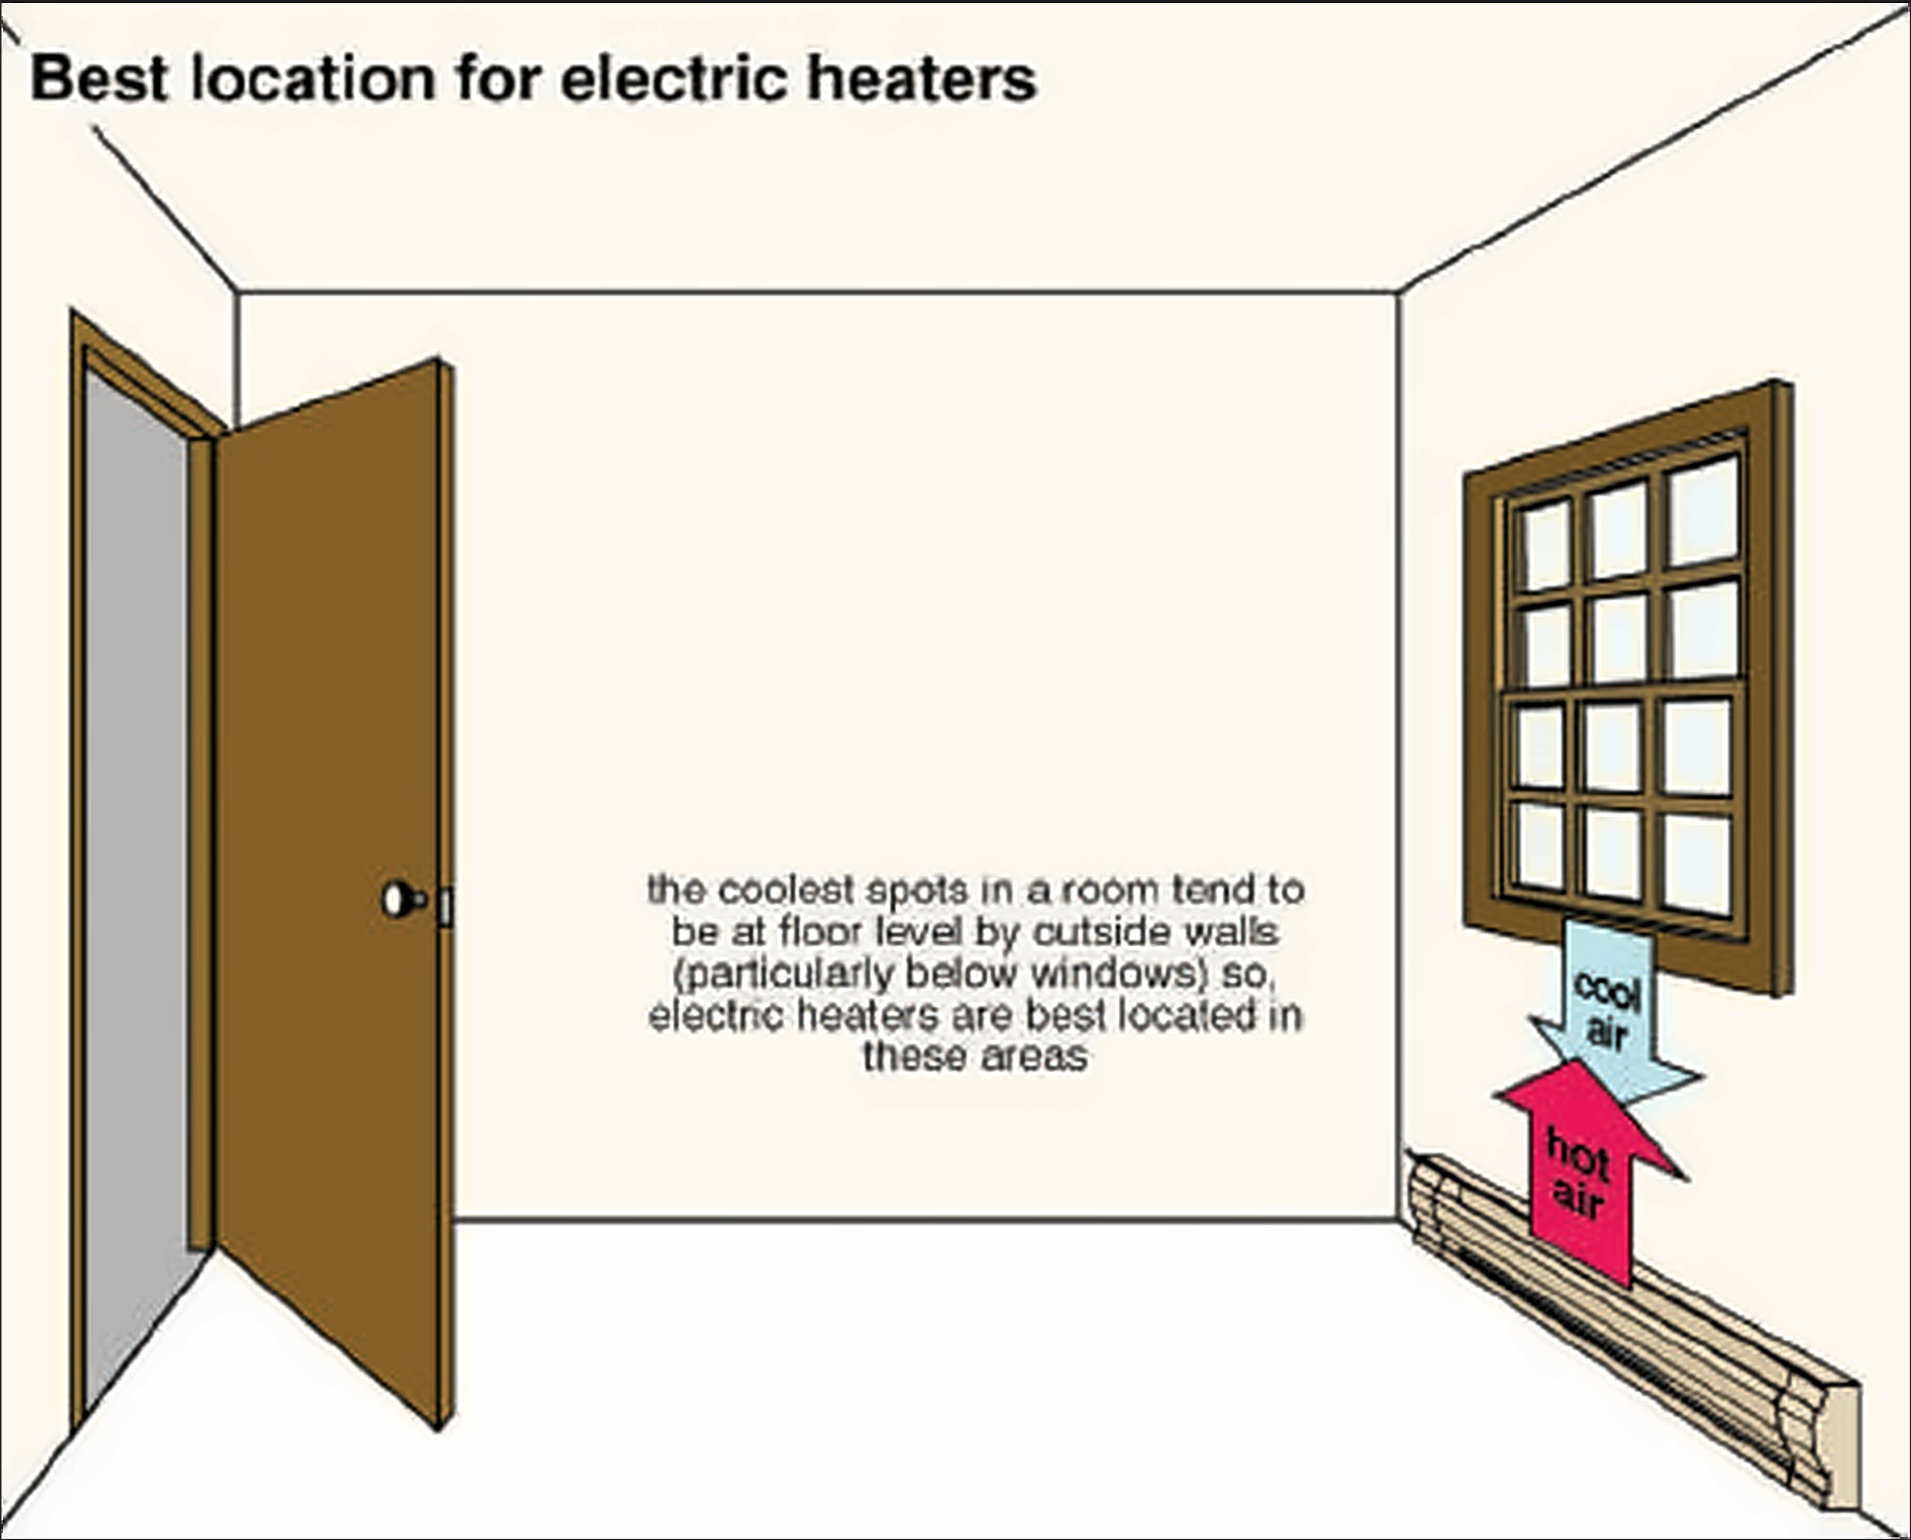 Best location for electric heaters
the coolest spots in a room tend to
be at floor level by outside walls
(particularly below windows) so,
electric heaters are best located in
these areas
cool
air
hot
air